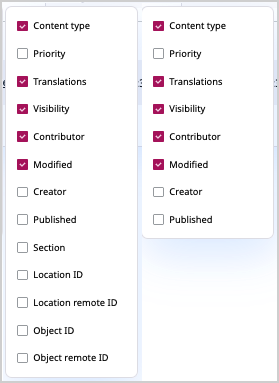 Content type
Priority
Translations
Visibility
Contributor
Modified
Creator
Published
Section
Location ID
Location remote ID
Object ID
Object remote ID
Content type
Priority
Translations
Visibility
Contributor
Modified
Creator
Published